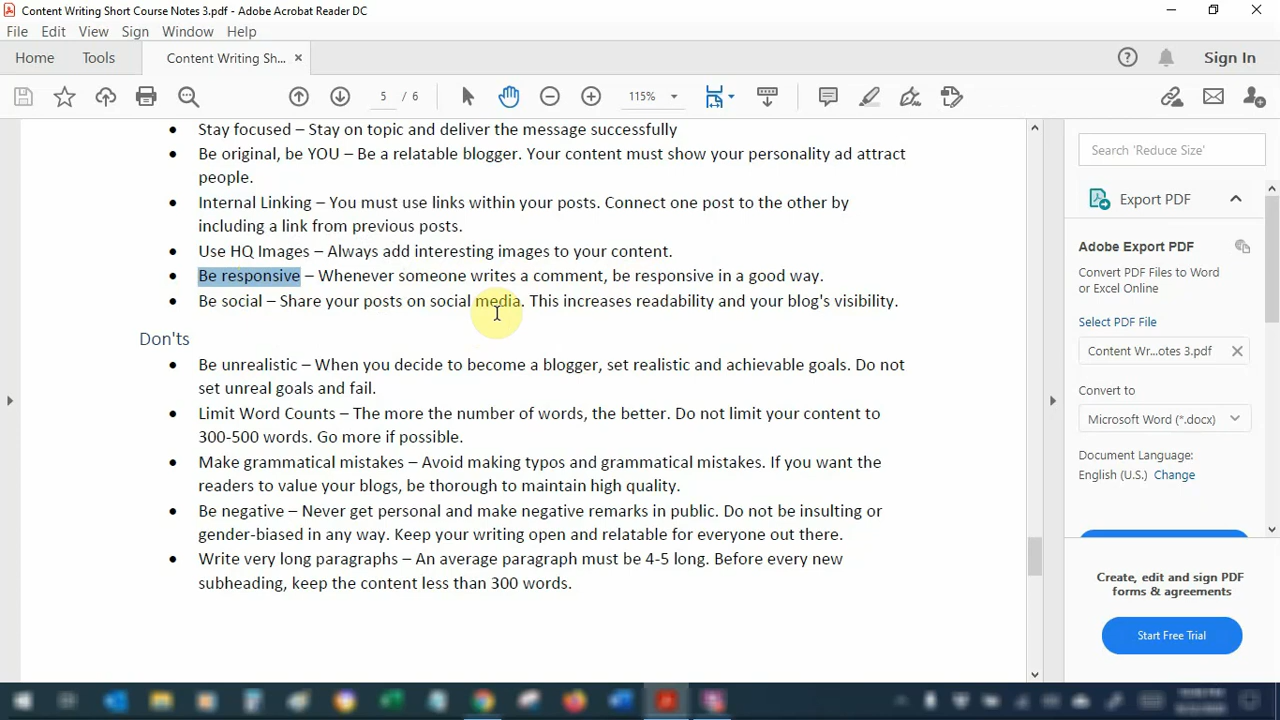 Content Writing Short Course Notes 3.pdf - Adobe Acrobat Reader DC
File Edit View Sign Window Help
Home Tools Content Writing Sh... × Sign In
5 / 6 115%
• Stay focused – Stay on topic and deliver the message successfully
• Be original, be YOU – Be a relatable blogger. Your content must show your personality ad attract
people.
• Internal Linking – You must use links within your posts. Connect one post to the other by
including a link from previous posts.
• Use HQ Images – Always add interesting images to your content.
• Be responsive – Whenever someone writes a comment, be responsive in a good way.
• Be social – Share your posts on social media. This increases readability and your blog's visibility.
Don'ts
• Be unrealistic – When you decide to become a blogger, set realistic and achievable goals. Do not
set unreal goals and fail.
• Limit Word Counts – The more the number of words, the better. Do not limit your content to
300-500 words. Go more if possible.
• Make grammatical mistakes – Avoid making typos and grammatical mistakes. If you want the
readers to value your blogs, be thorough to maintain high quality.
• Be negative – Never get personal and make negative remarks in public. Do not be insulting or
gender-biased in any way. Keep your writing open and relatable for everyone out there.
• Write very long paragraphs – An average paragraph must be 4-5 long. Before every new
subheading, keep the content less than 300 words.
Search 'Reduce Size'
Export PDF
Adobe Export PDF
Convert PDF Files to Word
or Excel Online
Select PDF File
Content Wr...otes 3.pdf
Convert to
Microsoft Word (*.docx)
Document Language:
English (U.S.) Change
Create, edit and sign PDF
forms & agreements
Start Free Trial